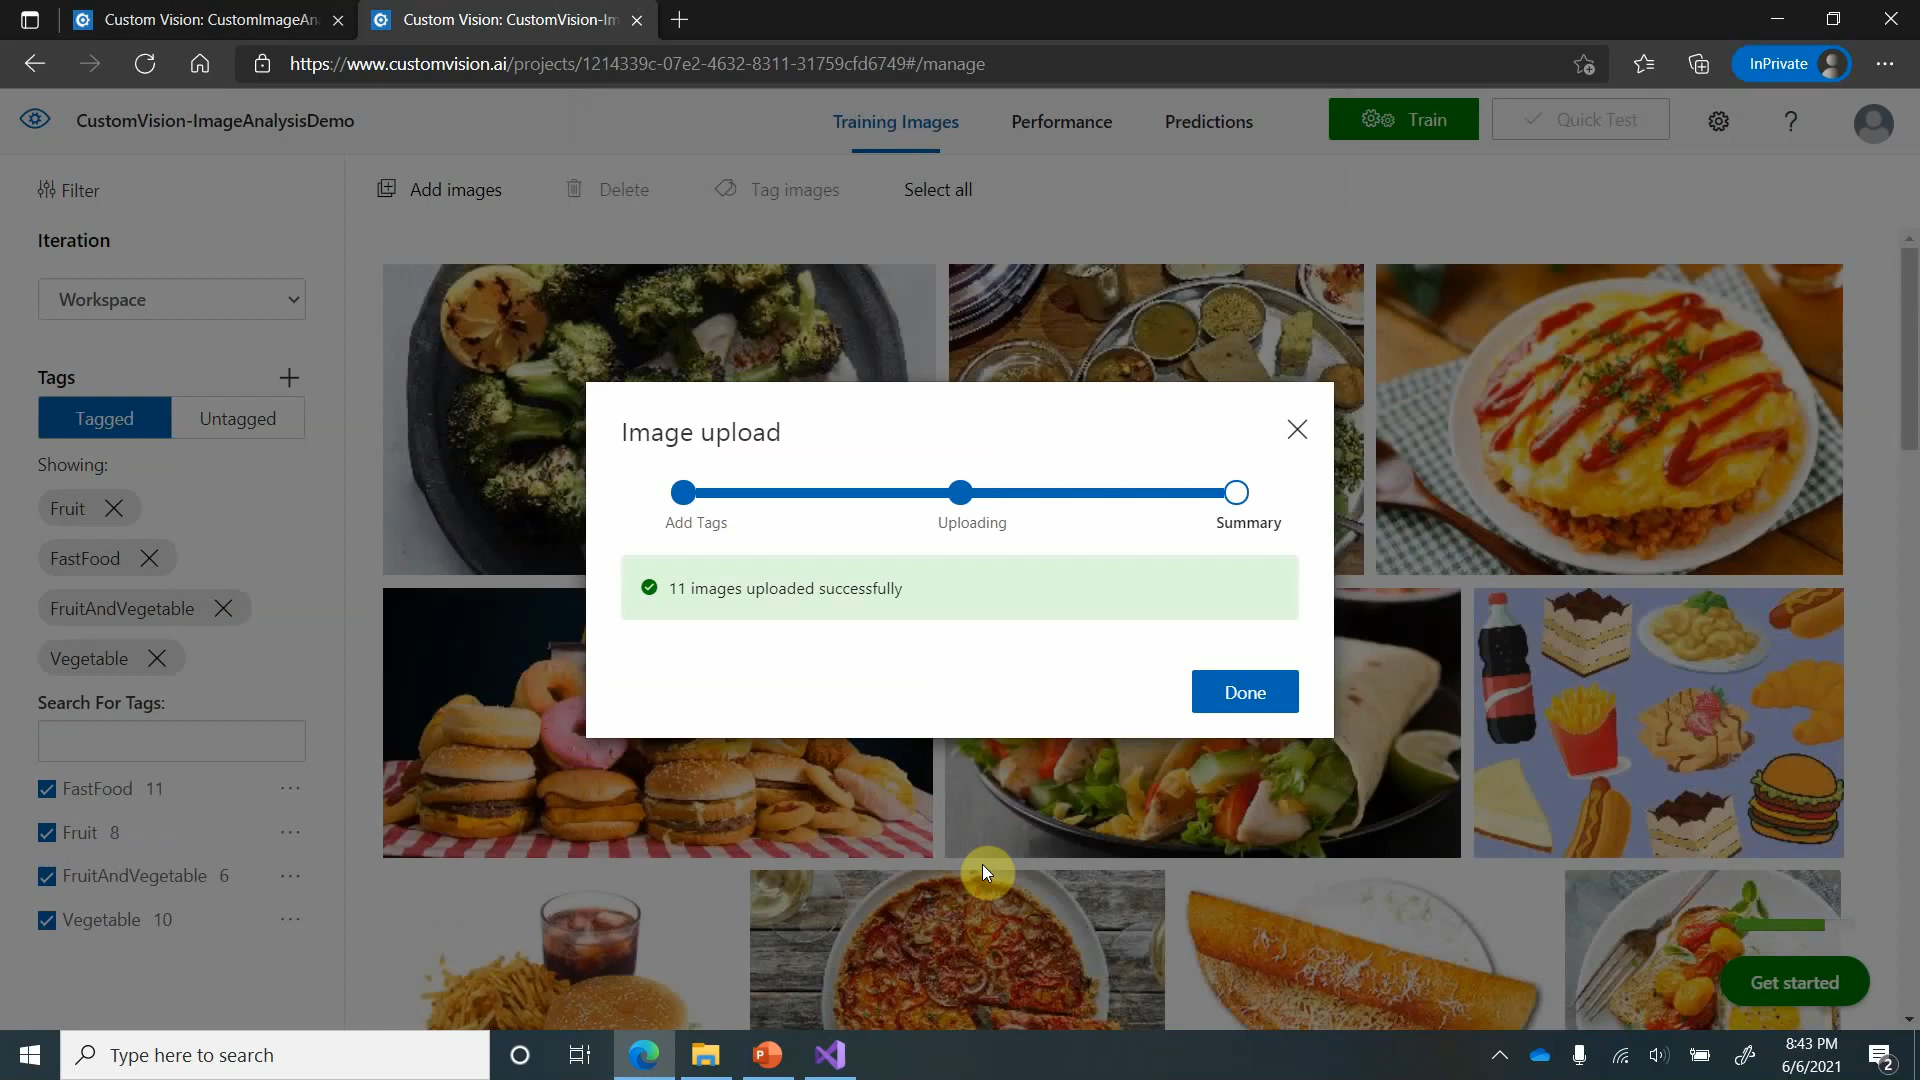 Custom Vision: CustomImageAn
Custom Vision: CustomVision-Im
https://www.customvision.ai/projects/1214339c-07e2-4632-8311-31759cfd6749#/manage
InPrivate
CustomVision-ImageAnalysisDemo
Training Images
Performance
Predictions
Train
Quick Test
Filter
Add images
Delete
Tag images
Select all
Iteration
Workspace
Tags
Tagged
Untagged
Showing:
Fruit
FastFood
FruitAndVegetable
Vegetable
Search For Tags:
FastFood 11
Fruit 8
FruitAndVegetable 6
Vegetable 10
Image upload
Add Tags
Uploading
Summary
11 images uploaded successfully
Done
Get started
Type here to search
8:43 PM
6/6/2021
2